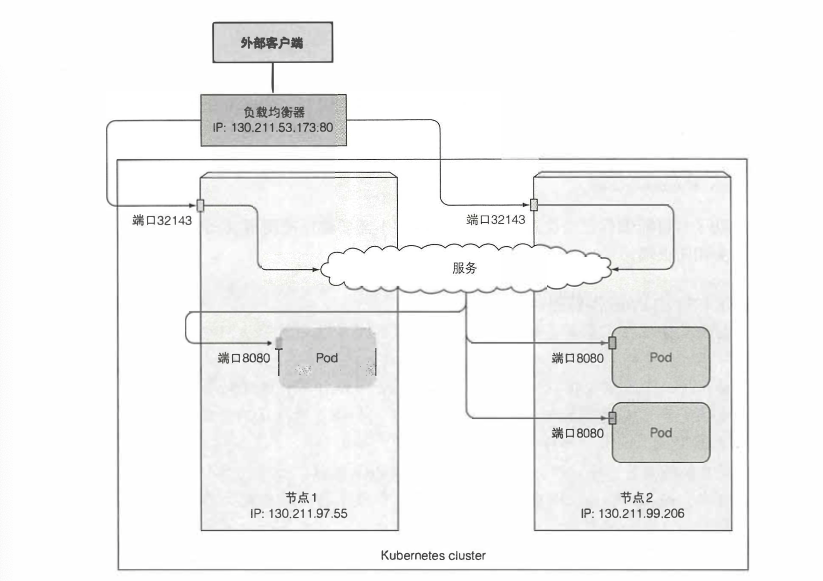 外部客户端
负载均衡器
IP: 130.211.53.173:80
端口32143
端口32143
服务
端口8080
Pod
端口8080
Pod
端口8080
Pod
节点1
IP: 130.211.97.55
节点2
IP: 130.211.99.206
Kubernetes cluster